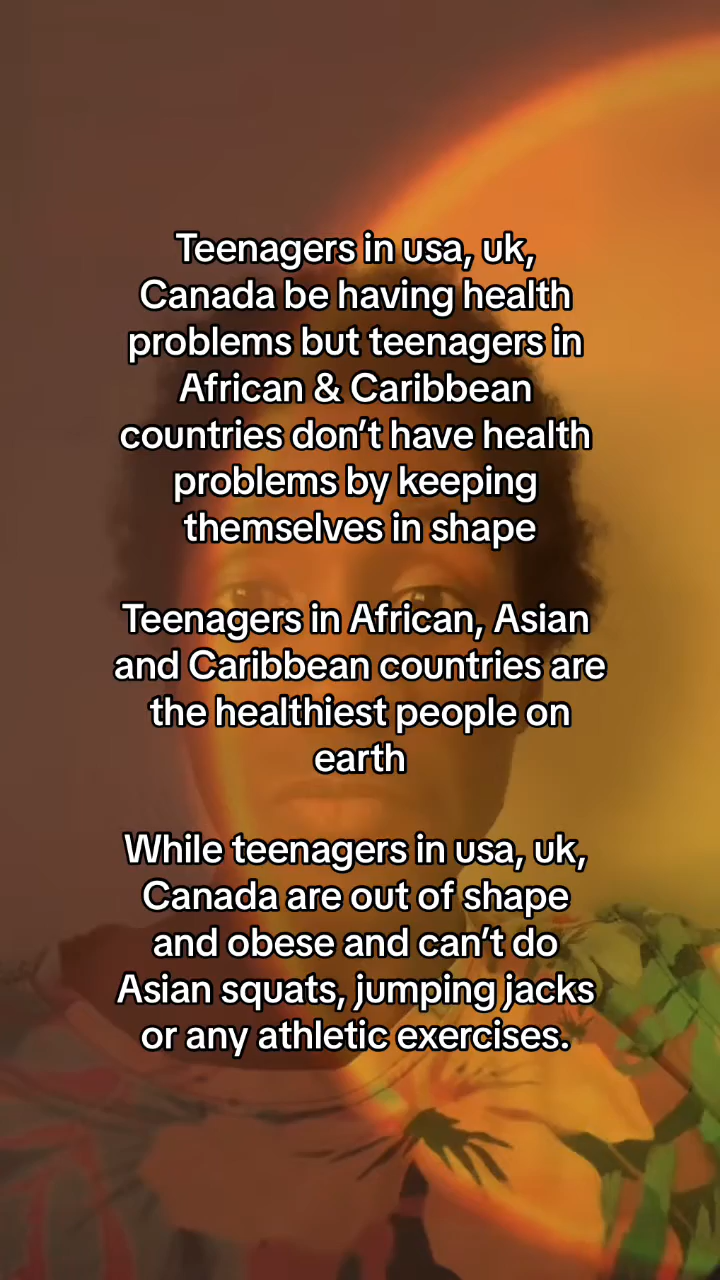 Teenagers in usa, uk,
Canada be having health
problems but teenagers in
African & Caribbean
countries don't have health
problems by keeping
themselves in shape
Teenagers in African, Asian
and Caribbean countries are
the healthiest people on
earth
While teenagers in usa, uk,
Canada are out of shape
and obese and can't do
Asian squats, jumping jacks
or any athletic exercises.